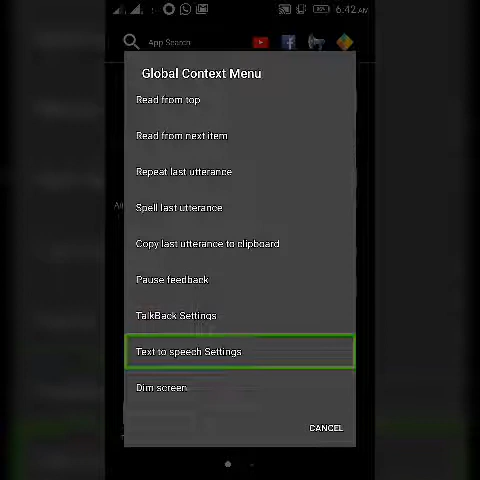 6:42 AM
App Search
Global Context Menu
Read from top
Read from next item
Repeat last utterance
Spell last utterance
Copy last utterance to clipboard
Pause feedback
TalkBack Settings
Text to speech Settings
Dim screen
CANCEL